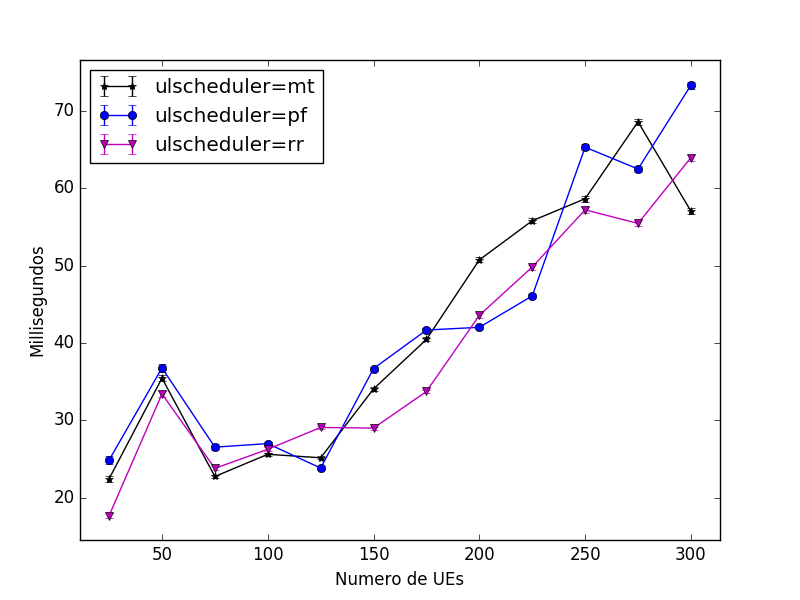 ulscheduler=mt
ulscheduler=pf
ulscheduler=rr
70
60
50
40
30
20
Millisegundos
50 100 150 200 250 300
Numero de UEs